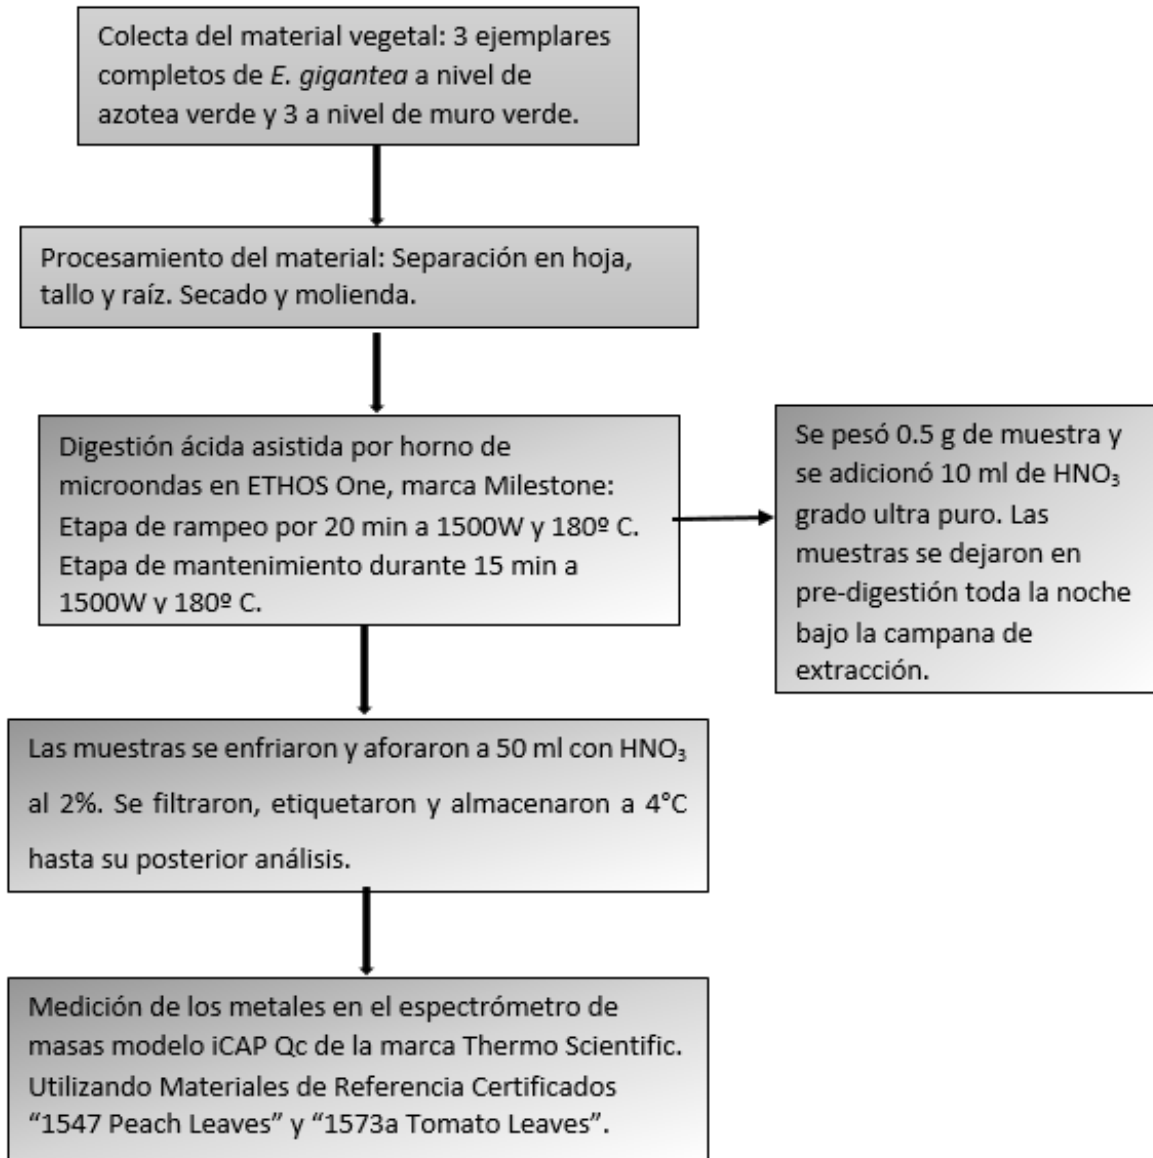 Colecta del material vegetal: 3 ejemplares
completos de E. gigantea a nivel de
azotea verde y 3 a nivel de muro verde.
Procesamiento del material: Separación en hoja,
tallo y raíz. Secado y molienda.
Digestión ácida asistida por horno de
microondas en ETHOS One, marca Milestone:
Etapa de rampeo por 20 min a 1500W y 180º C.
Etapa de mantenimiento durante 15 min a
1500W y 180º C.
Se pesó 0.5 g de muestra y
se adicionó 10 ml de HNO₃
grado ultra puro. Las
muestras se dejaron en
pre-digestión toda la noche
bajo la campana de
extracción.
Las muestras se enfriaron y aforaron a 50 ml con HNO₃
al 2%. Se filtraron, etiquetaron y almacenaron a 4°C
hasta su posterior análisis.
Medición de los metales en el espectrómetro de
masas modelo iCAP Qc de la marca Thermo Scientific.
Utilizando Materiales de Referencia Certificados
“1547 Peach Leaves” y “1573a Tomato Leaves”.